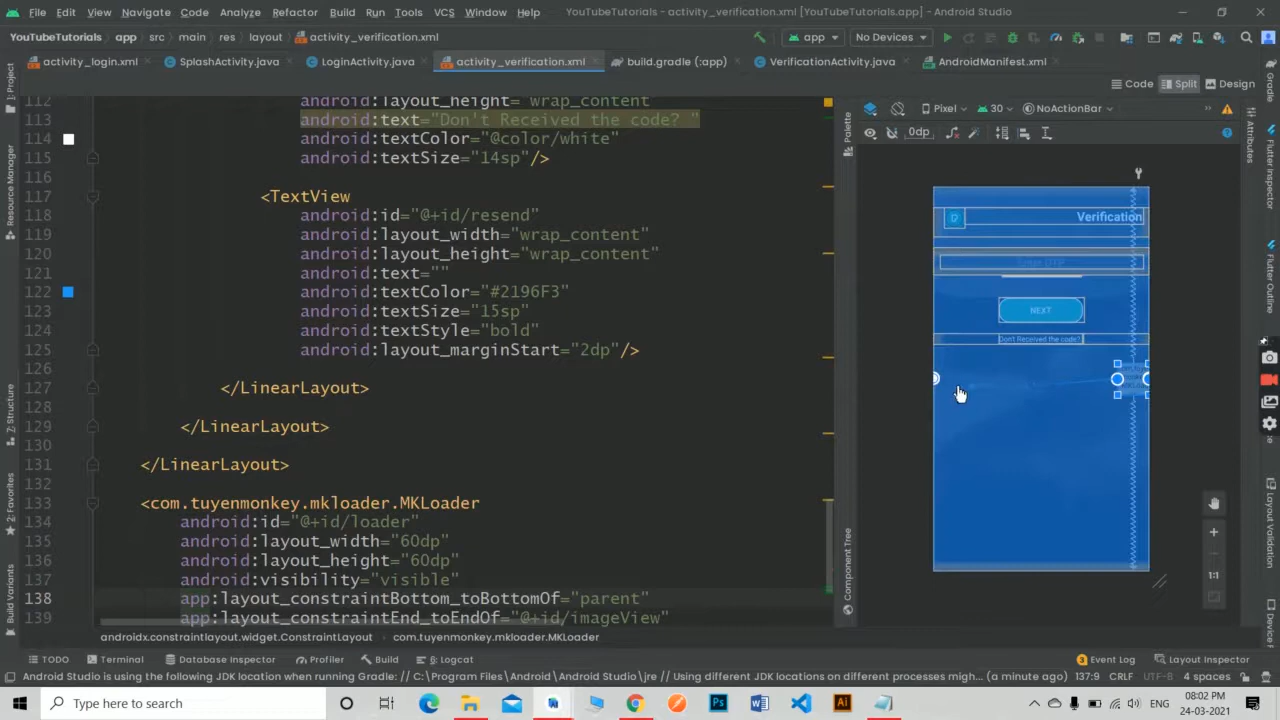 File Edit View Navigate Code Analyze Refactor Build Run Tools VCS Window Help YouTubeTutorials - activity_verification.xml [YouTubeTutorials.app] - Android Studio
YouTubeTutorials app src main res layout activity_verification.xml app No Devices
activity_login.xml SplashActivity.java LoginActivity.java activity_verification.xml build.gradle (:app) VerificationActivity.java AndroidManifest.xml
Code Split Design
Pixel 30 NoActionBar
0dp
112 android:layout_height="wrap_content"
113 android:text="Don't Received the code? "
114 android:textColor="@color/white"
115 android:textSize="14sp"/>
116
117 <TextView
118 android:id="@+id/resend"
119 android:layout_width="wrap_content"
120 android:layout_height="wrap_content"
121 android:text=""
122 android:textColor="#2196F3"
123 android:textSize="15sp"
124 android:textStyle="bold"
125 android:layout_marginStart="2dp"/>
126
127 </LinearLayout>
128
129 </LinearLayout>
130
131 </LinearLayout>
132
133 <com.tuyenmonkey.mkloader.MKLoader
134 android:id="@+id/loader"
135 android:layout_width="60dp"
136 android:layout_height="60dp"
137 android:visibility="visible"
138 app:layout_constraintBottom_toBottomOf="parent"
139 app:layout_constraintEnd_toEndOf="@+id/imageView"
androidx.constraintlayout.widget.ConstraintLayout com.tuyenmonkey.mkloader.MKLoader
Verification
NEXT
Don't Received the code?
1:1
1: Project
Resource Manager
7: Structure
2: Favorites
Build Variants
Palette
Component Tree
Attributes
Gradle
Flutter Inspector
Flutter Outline
Layout Validation
TODO Terminal Database Inspector Profiler Build 6: Logcat 3 Event Log Layout Inspector
Android Studio is using the following JDK location when running Gradle: // C:\Program Files\Android\Android Studio\jre // Using different JDK locations on different processes migh... (a minute ago) 137:9 CRLF UTF-8 4 spaces
Type here to search
ENG
08:02 PM
24-03-2021